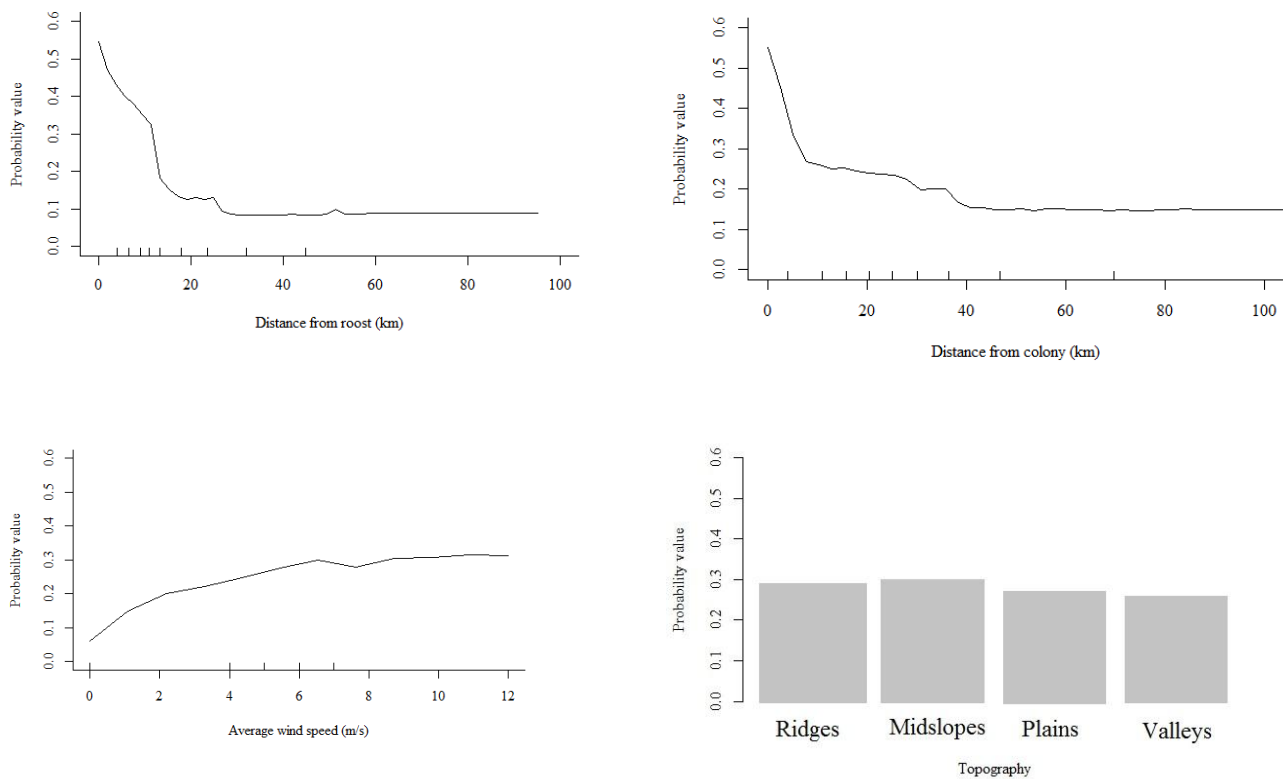 Probability value
0.6
0.5
0.4
0.3
0.2
0.1
0.0
0 20 40 60 80 100
Distance from roost (km)
Probability value
0.6
0.5
0.4
0.3
0.2
0.1
0.0
0 20 40 60 80 100
Distance from colony (km)
Probability value
0.6
0.5
0.4
0.3
0.2
0.1
0.0
0 2 4 6 8 10 12
Average wind speed (m/s)
Probability value
0.6
0.5
0.4
0.3
0.2
0.1
0.0
Ridges Midslopes Plains Valleys
Topography